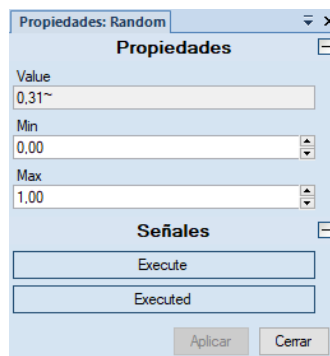 Propiedades: Random
Propiedades
Value
0,31~
Min
0,00
Max
1,00
Señales
Execute
Executed
Aplicar Cerrar